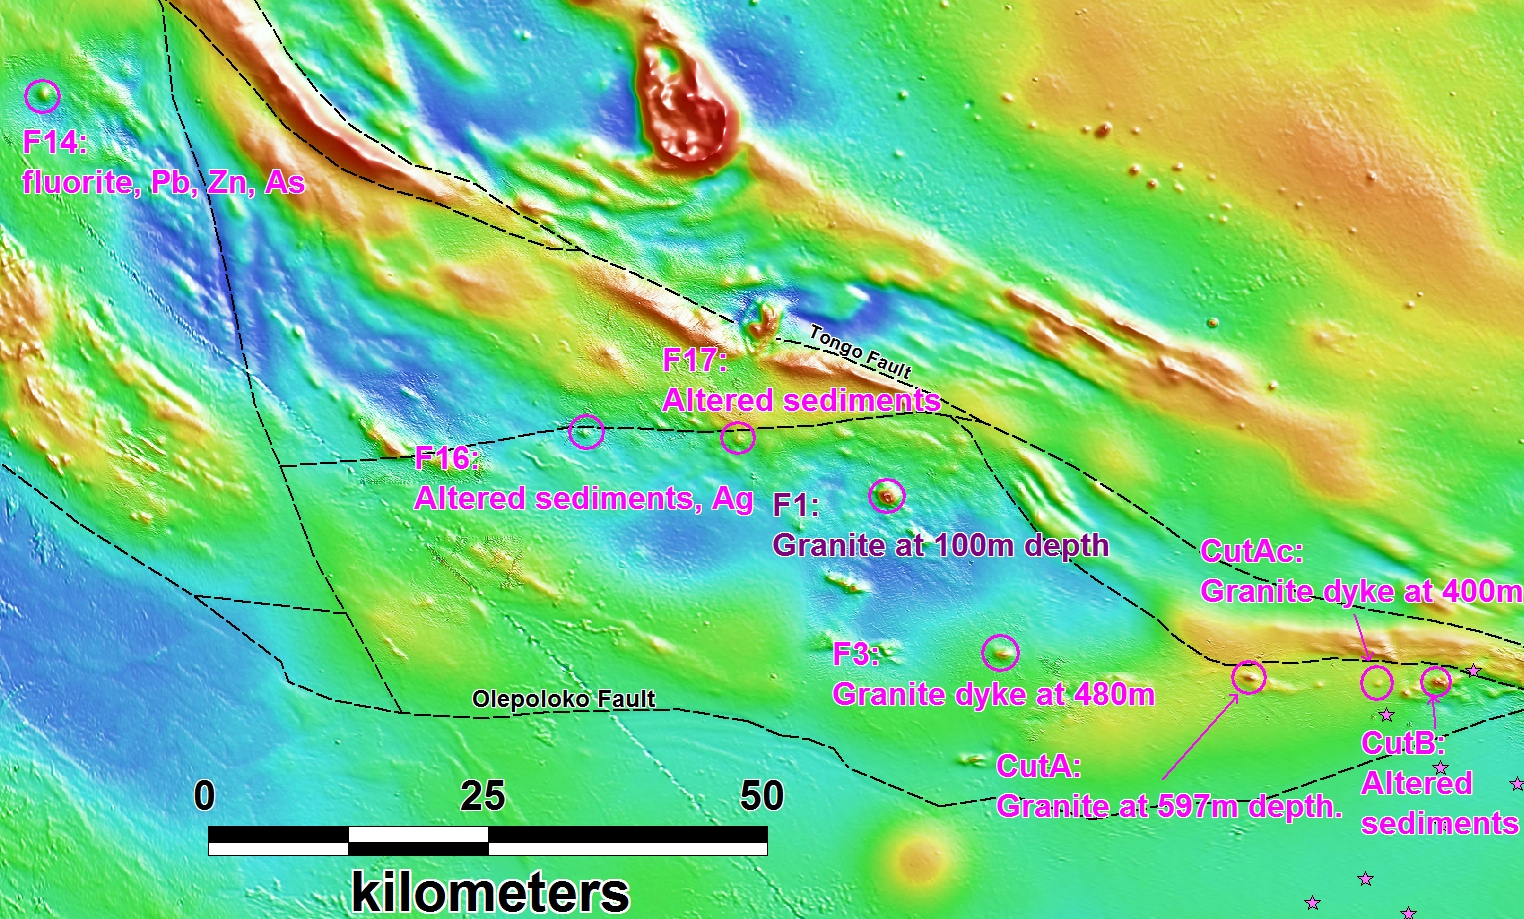 F14:
fluorite, Pb, Zn, As
Tongo Fault
F17:
Altered sediments
F16:
Altered sediments, Ag
F1:
Granite at 100m depth
CutAc:
Granite dyke at 400m
F3:
Granite dyke at 480m
Olepoloko Fault
CutA:
Granite at 597m depth.
CutB:
Altered
sediments
0 25 50
kilometers